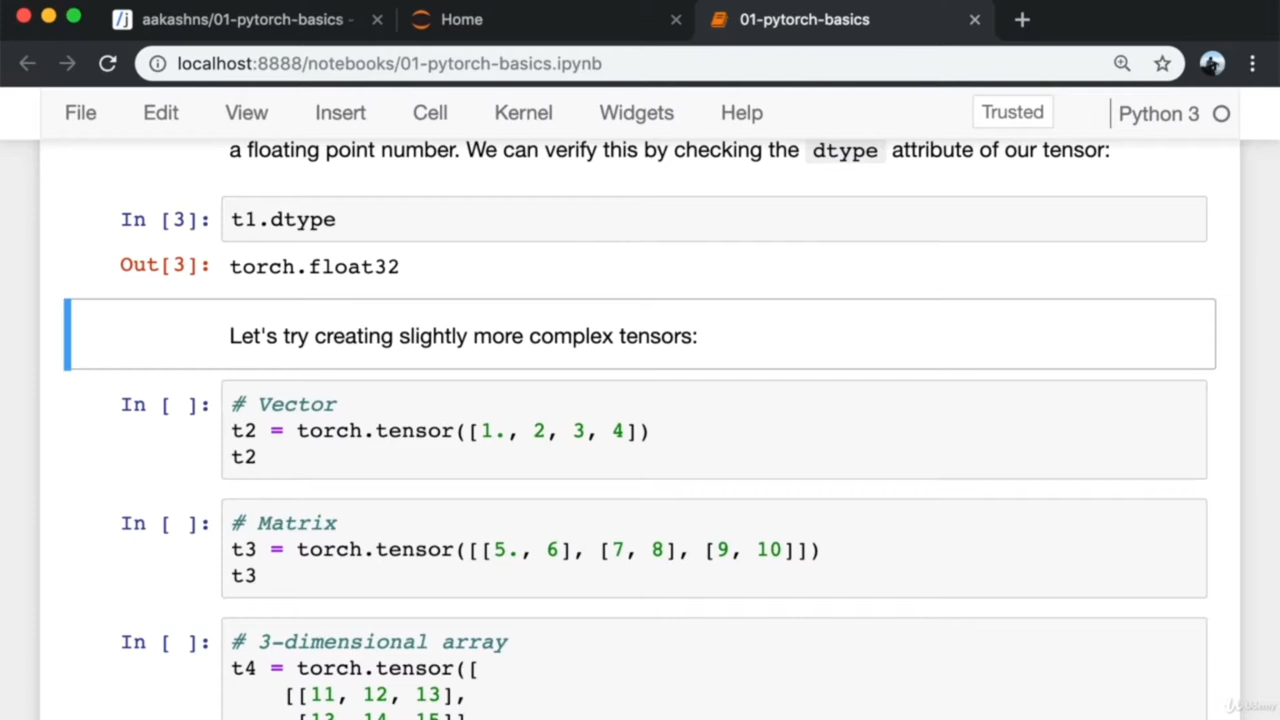 aakashns/01-pytorch-basics -
Home
01-pytorch-basics
localhost:8888/notebooks/01-pytorch-basics.ipynb
File Edit View Insert Cell Kernel Widgets Help Trusted Python 3
a floating point number. We can verify this by checking the dtype attribute of our tensor:
In [3]: t1.dtype
Out[3]: torch.float32
Let's try creating slightly more complex tensors:
In [ ]: # Vector
t2 = torch.tensor([1., 2, 3, 4])
t2
In [ ]: # Matrix
t3 = torch.tensor([[5., 6], [7, 8], [9, 10]])
t3
In [ ]: # 3-dimensional array
t4 = torch.tensor([
[[11, 12, 13],
[13, 14, 15]]
Udemy